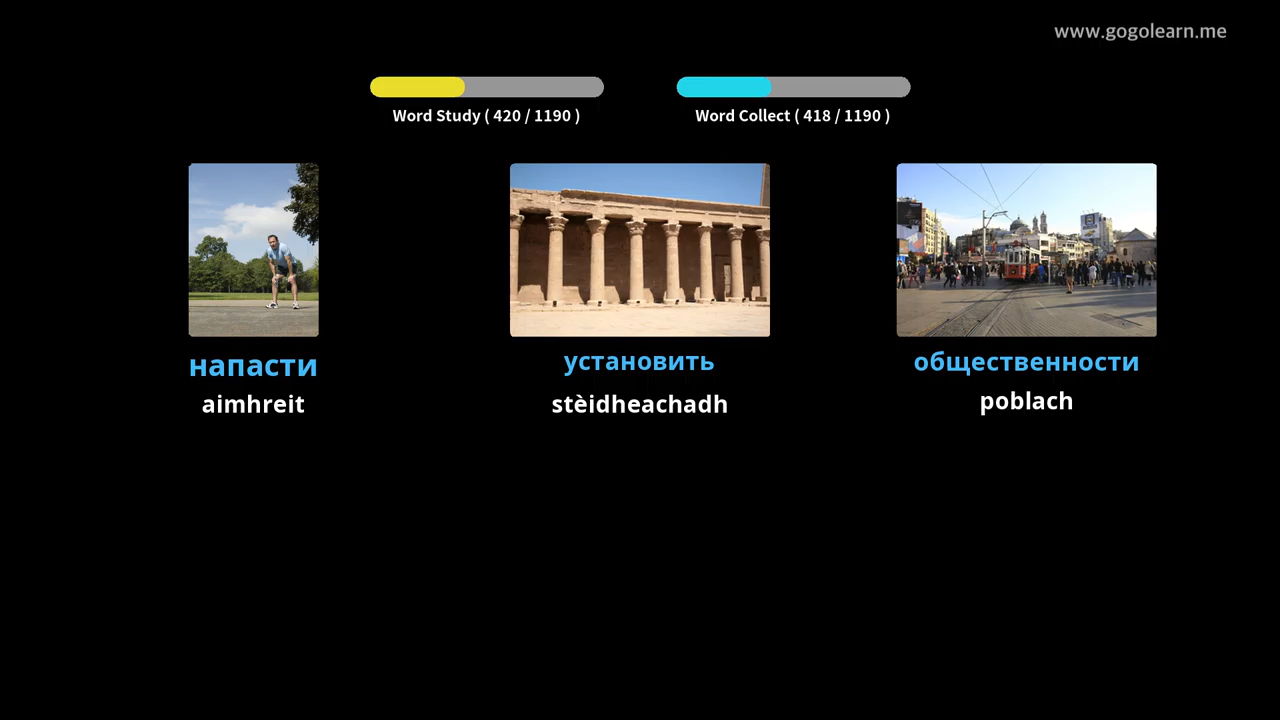 www.gogolearn.me
Word Study ( 420 / 1190 )
Word Collect ( 418 / 1190 )
напасти
установить
общественности
aimhreit
stèidheachadh
poblach